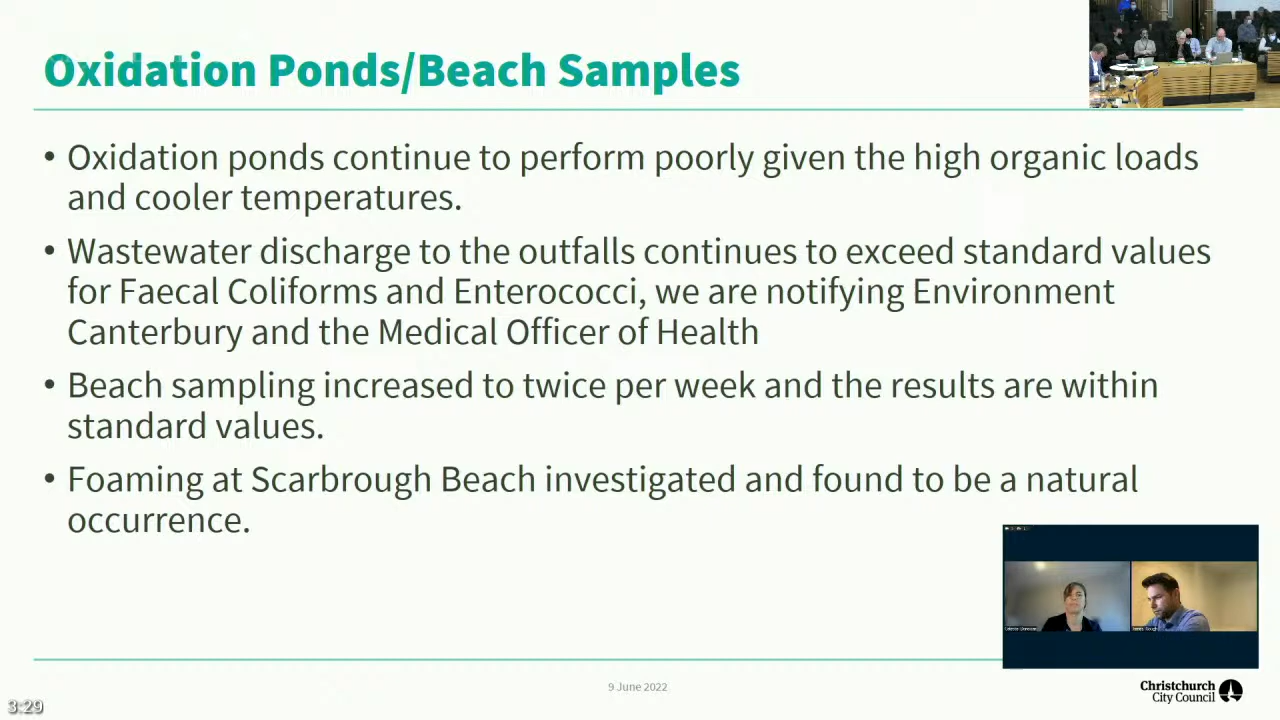 Oxidation Ponds/Beach Samples
• Oxidation ponds continue to perform poorly given the high organic loads
and cooler temperatures.
• Wastewater discharge to the outfalls continues to exceed standard values
for Faecal Coliforms and Enterococci, we are notifying Environment
Canterbury and the Medical Officer of Health
• Beach sampling increased to twice per week and the results are within
standard values.
• Foaming at Scarbrough Beach investigated and found to be a natural
occurrence.
9 June 2022
Christchurch
City Council
3:29